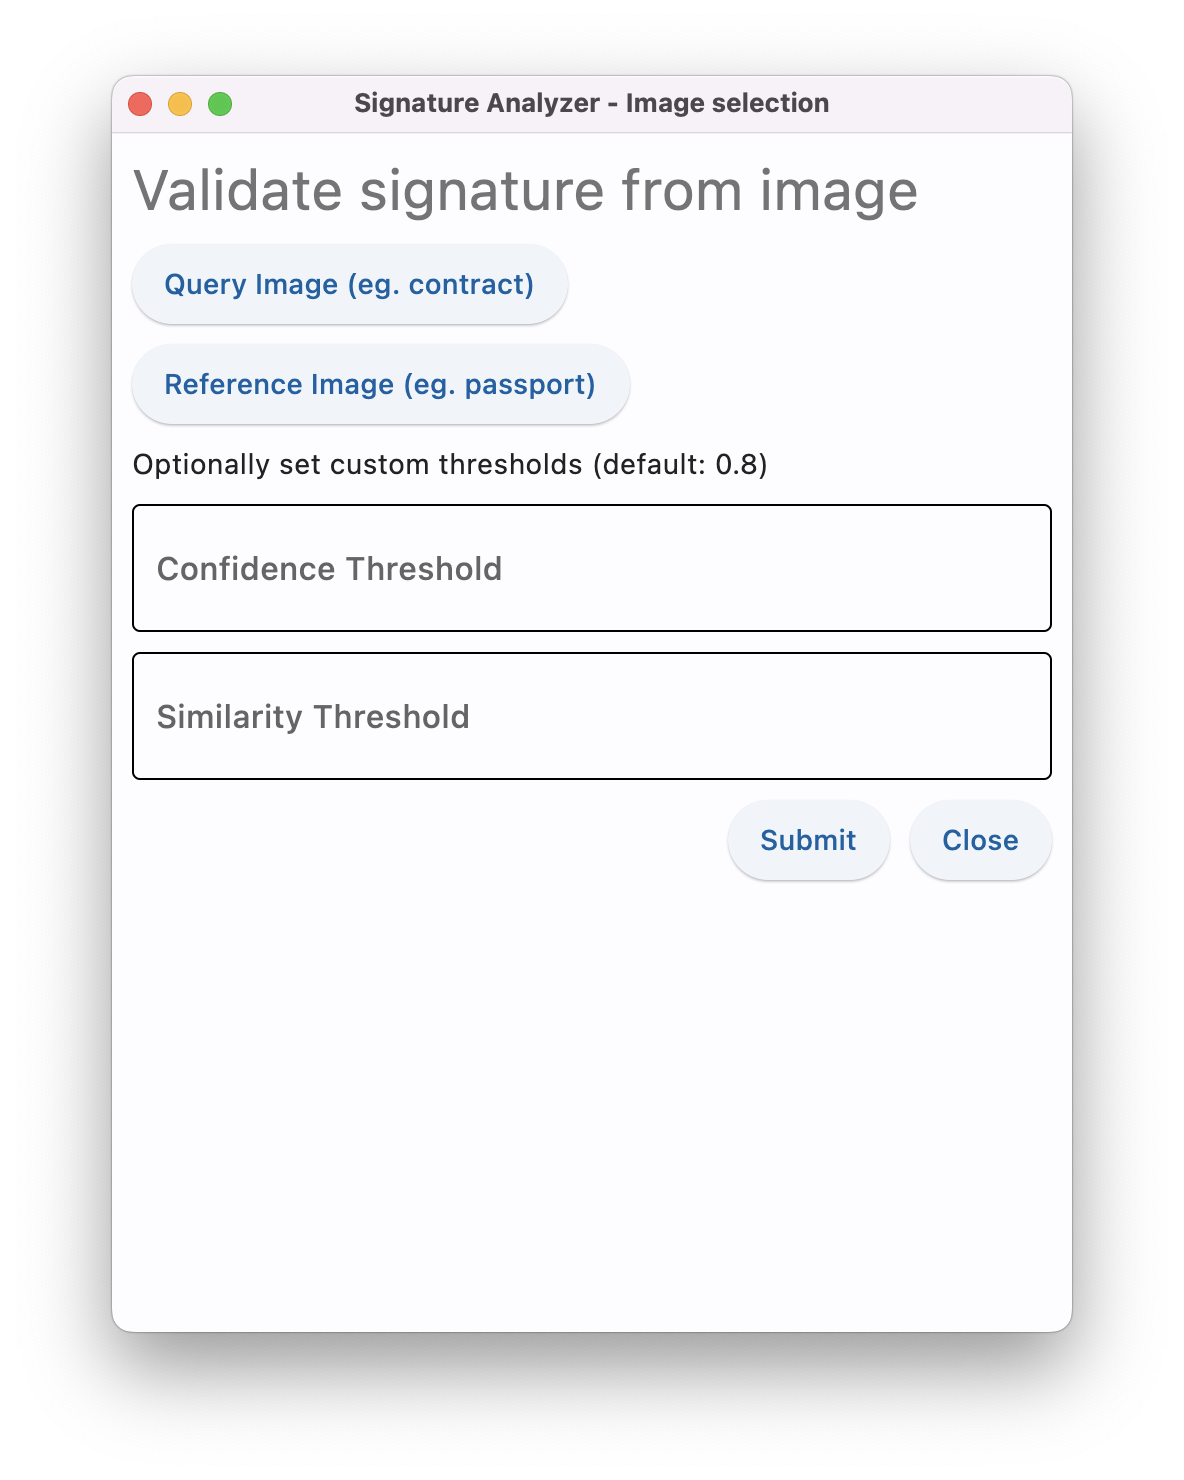 Signature Analyzer - Image selection
Validate signature from image
Query Image (eg. contract)
Reference Image (eg. passport)
Optionally set custom thresholds (default: 0.8)
Confidence Threshold
Similarity Threshold
Submit Close